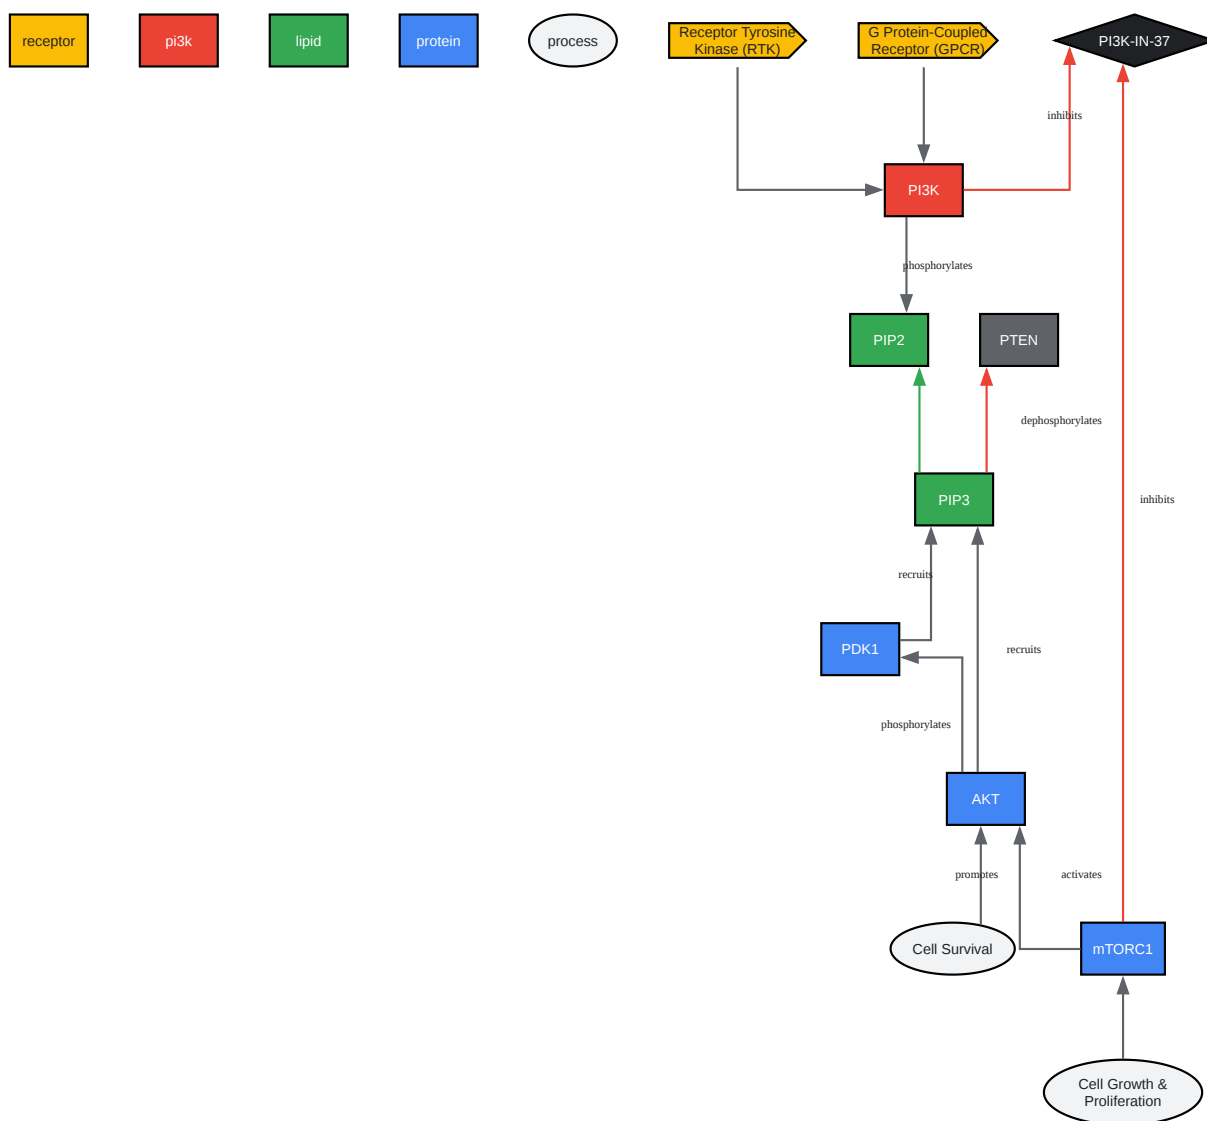 receptor
pi3k
lipid
protein
process
Receptor Tyrosine
Kinase (RTK)
G Protein-Coupled
Receptor (GPCR)
PI3K-IN-37
inhibits
PI3K
phosphorylates
PIP2
PTEN
dephosphorylates
PIP3
inhibits
recruits
PDK1
recruits
phosphorylates
AKT
promotes
activates
Cell Survival
mTORC1
Cell Growth &
Proliferation